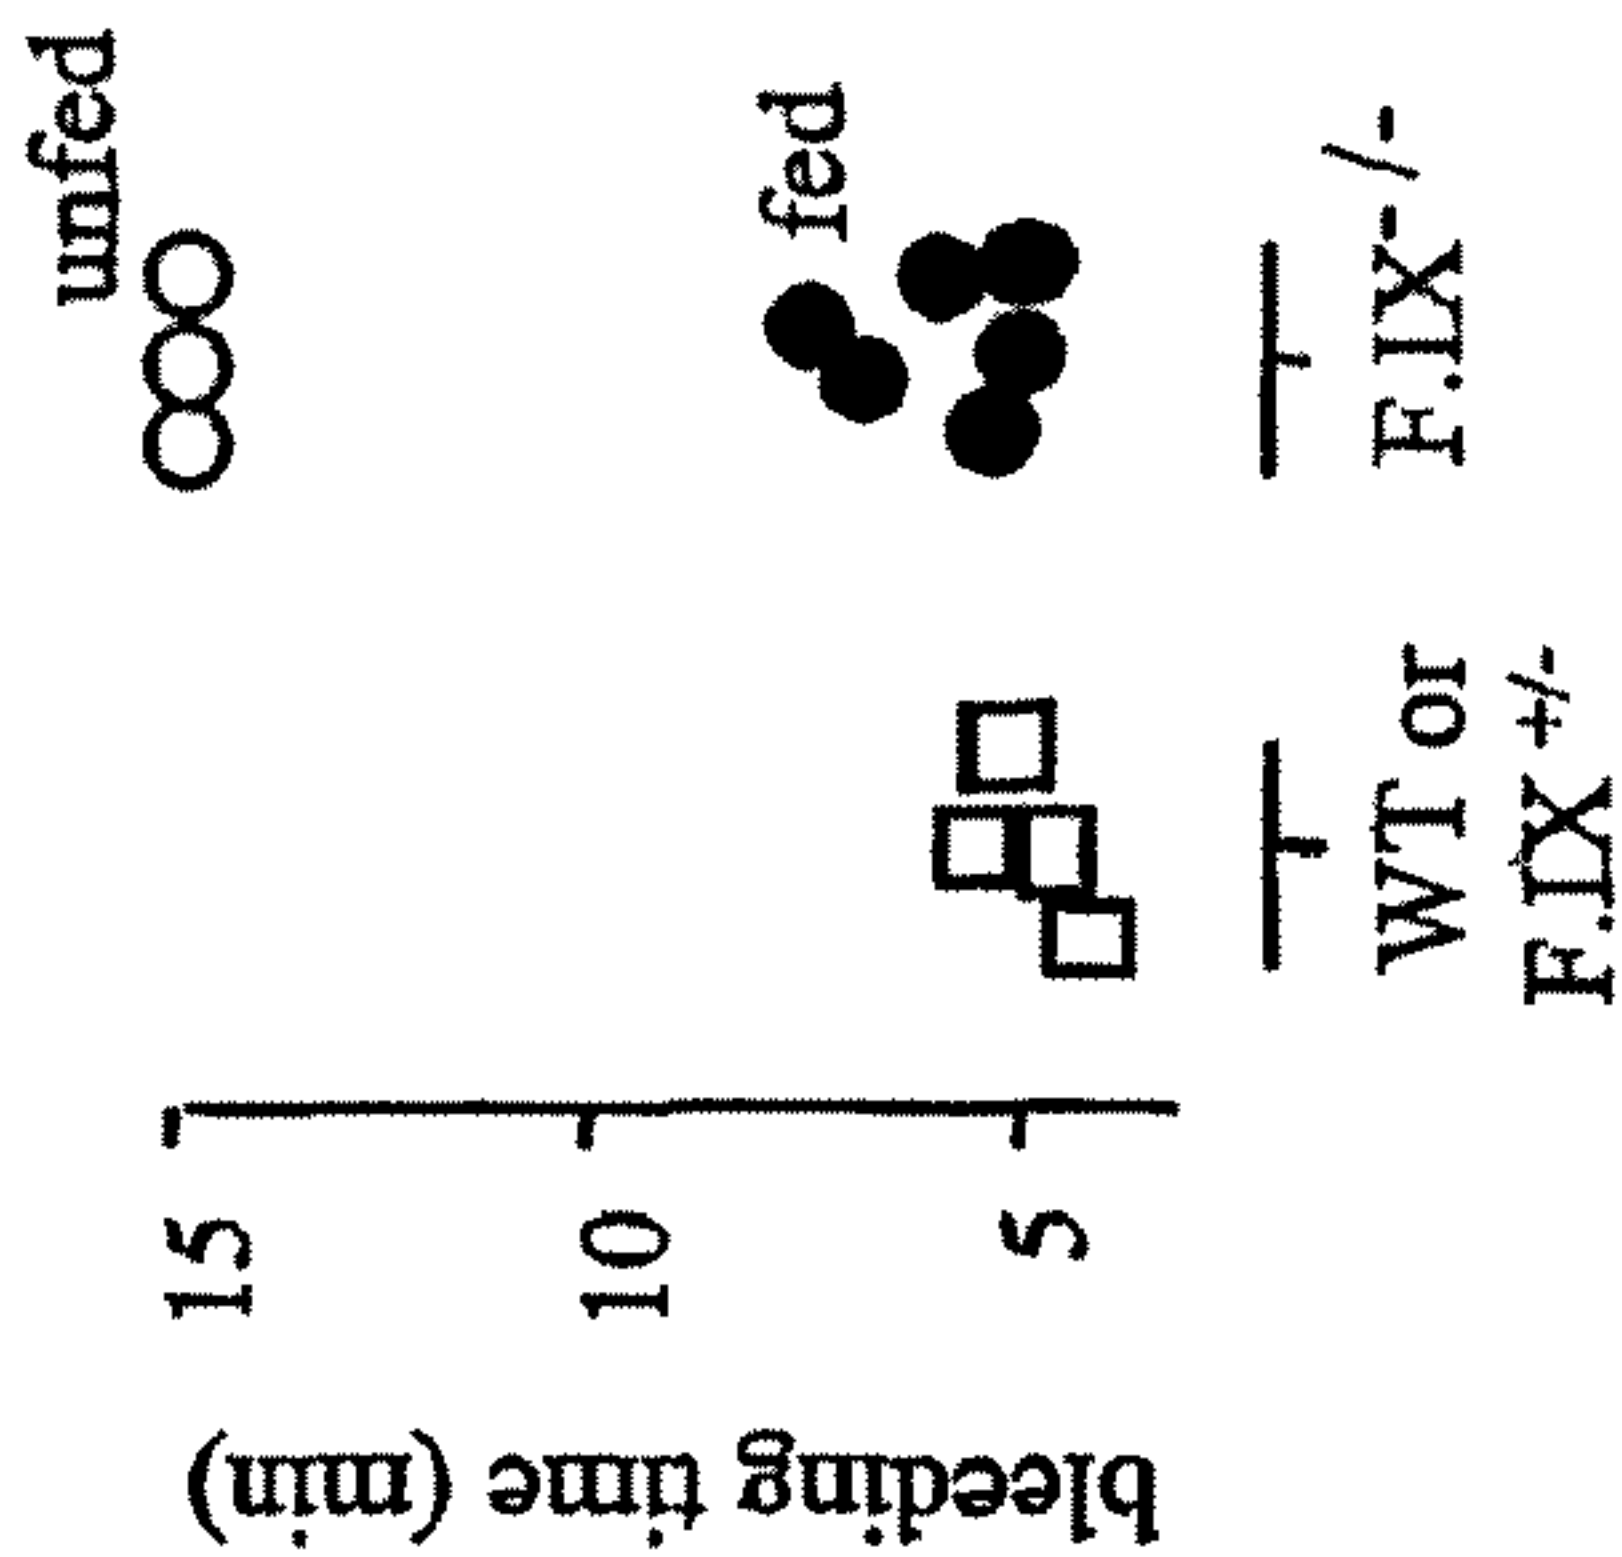 bleeding time (min)
15
10
5
unfed
fed
WT or
F.IX +/-
F.IX-/-